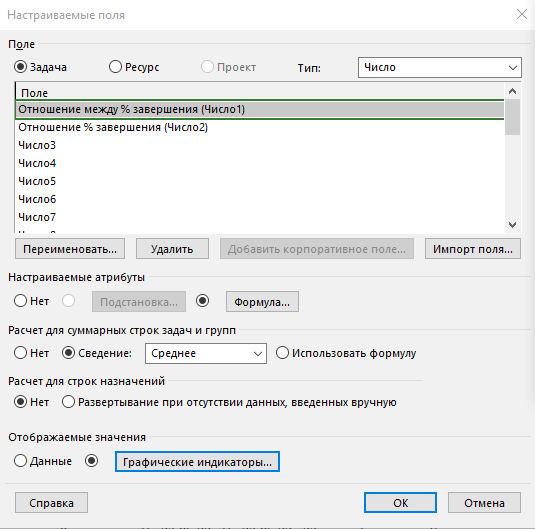 Настраиваемые поля
Поле
Задача Ресурс Проект Тип: Число
Поле
Отношение между % завершения (Число1)
Отношение % завершения (Число2)
Число3
Число4
Число5
Число6
Число7
Переименовать... Удалить Добавить корпоративное поле... Импорт поля...
Настраиваемые атрибуты
Нет Подстановка... Формула...
Расчет для суммарных строк задач и групп
Нет Сведение: Среднее Использовать формулу
Расчет для строк назначений
Нет Развертывание при отсутствии данных, введенных вручную
Отображаемые значения
Данные Графические индикаторы...
Справка ОК Отмена